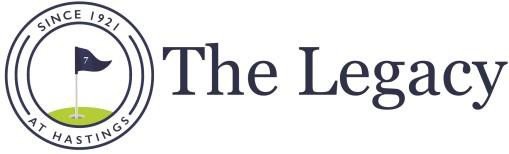 SINCE 1921
7
AT HASTINGS
The Legacy